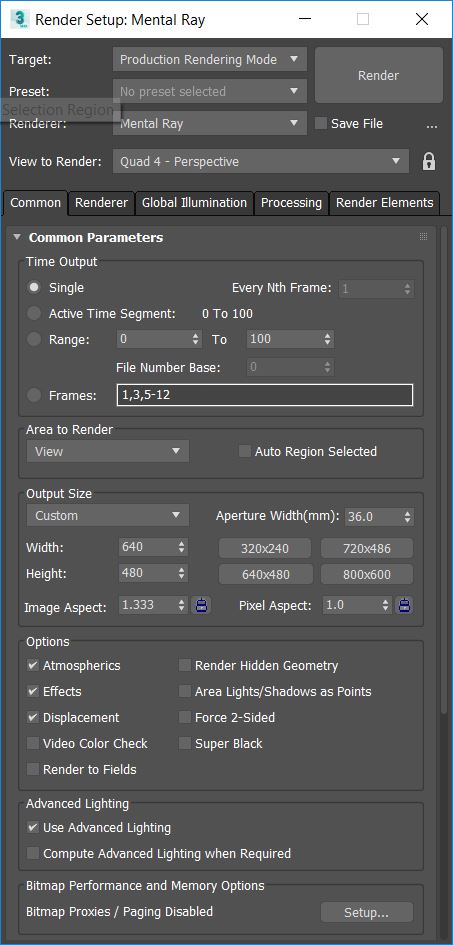 3 Render Setup: Mental Ray
Target: Production Rendering Mode Render
Preset: No preset selected
Selection Region
Renderer: Mental Ray Save File ...
View to Render: Quad 4 - Perspective
Common Renderer Global Illumination Processing Render Elements
Common Parameters
Time Output
Single Every Nth Frame: 1
Active Time Segment: 0 To 100
Range: 0 To 100
File Number Base: 0
Frames: 1,3,5-12
Area to Render
View Auto Region Selected
Output Size
Custom Aperture Width(mm): 36.0
Width: 640 320x240 720x486
Height: 480 640x480 800x600
Image Aspect: 1.333 Pixel Aspect: 1.0
Options
Atmospherics Render Hidden Geometry
Effects Area Lights/Shadows as Points
Displacement Force 2-Sided
Video Color Check Super Black
Render to Fields
Advanced Lighting
Use Advanced Lighting
Compute Advanced Lighting when Required
Bitmap Performance and Memory Options
Bitmap Proxies / Paging Disabled Setup...